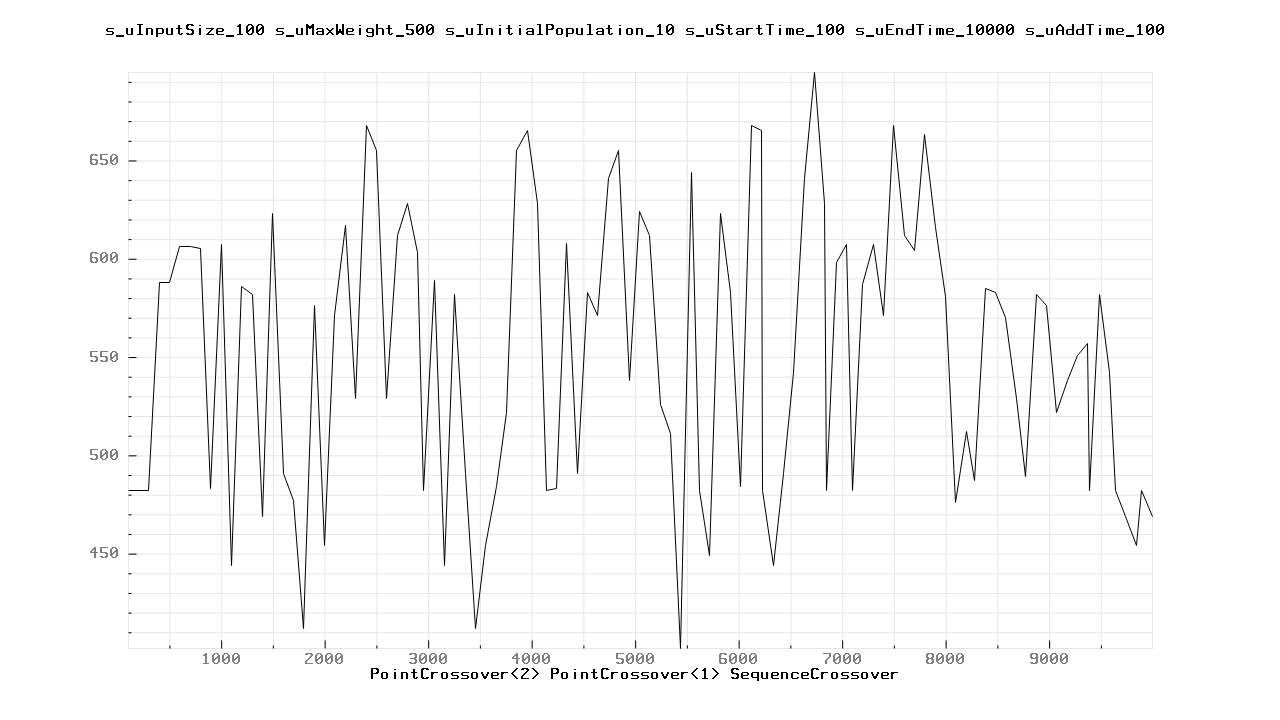 s_uInputSize_100 s_uMaxWeight_500 s_uInitialPopulation_10 s_uStartTime_100 s_uEndTime_10000 s_uAddTime_100
650
600
550
500
450
1000 2000 3000 4000 5000 6000 7000 8000 9000
PointCrossover<2> PointCrossover<1> SequenceCrossover